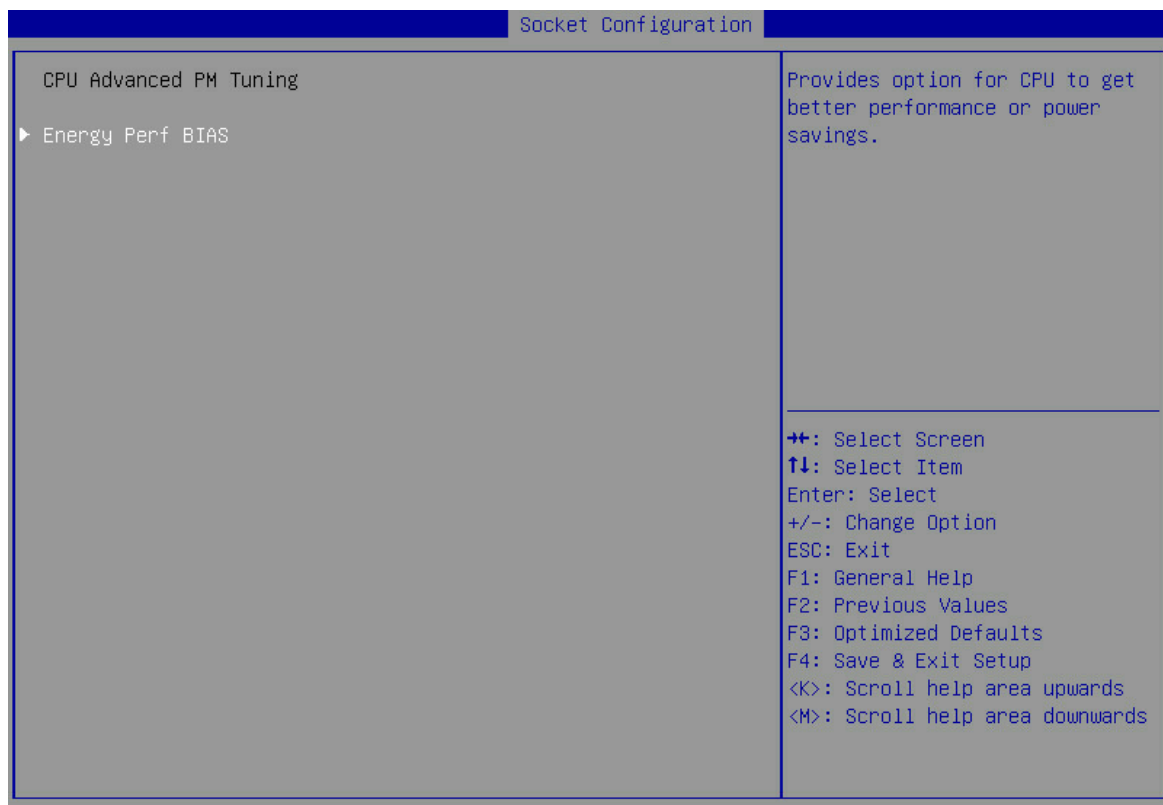 Socket Configuration
CPU Advanced PM Tuning
Energy Perf BIAS
Provides option for CPU to get
better performance or power
savings.
→←: Select Screen
↑↓: Select Item
Enter: Select
+/-: Change Option
ESC: Exit
F1: General Help
F2: Previous Values
F3: Optimized Defaults
F4: Save & Exit Setup
<K>: Scroll help area upwards
<M>: Scroll help area downwards